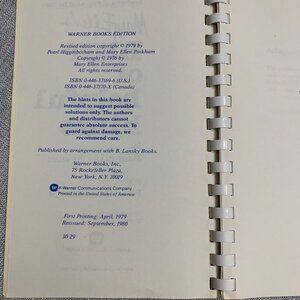 WARNER BOOKS EDITION
Revised edition copyright © 1979 by
Pearl Higginbotham and Mary Ellen Pinkham
Copyright © 1976 by
Mary Ellen Enterprises
All rights reserved.
ISBN 0-446-37169-6 (U.S.)
ISBN 0-446-37170-X (Canada)
The hints in this book are
intended to suggest possible
solutions only. The authors
and distributors cannot
guarantee absolute success. To
guard against damage, we
recommend care.
Published by arrangement with B. Lansky Books.
Warner Books, Inc.,
75 Rockefeller Plaza,
New York, N.Y. 10019
A Warner Communications Company
Printed in the United States of America
First Printing: April, 1979
Reissued: September, 1980
30 29